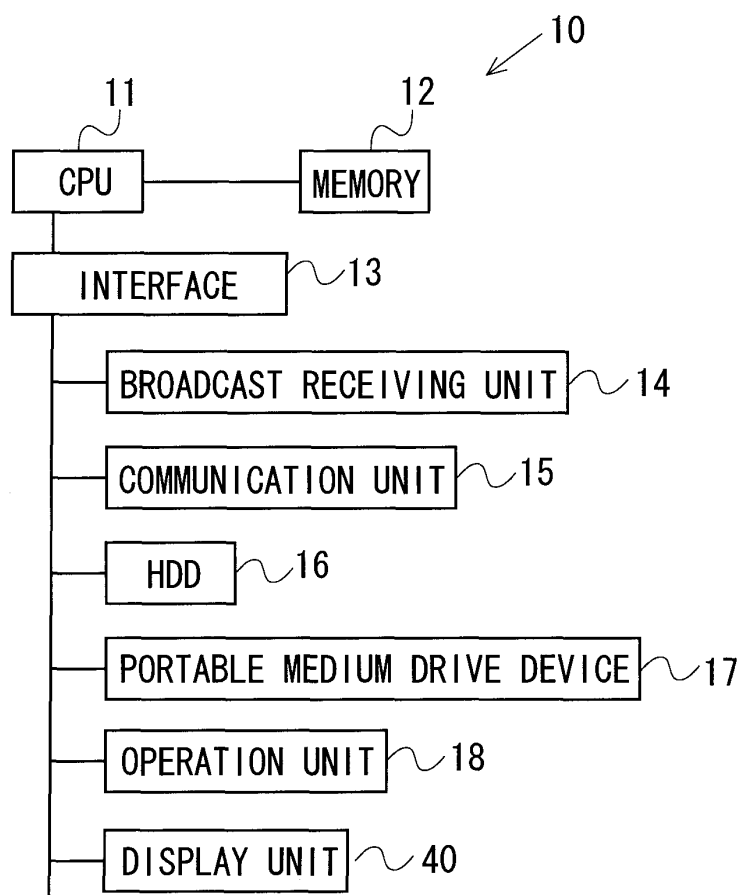 10
11 12
CPU MEMORY
INTERFACE 13
BROADCAST RECEIVING UNIT 14
COMMUNICATION UNIT 15
HDD 16
PORTABLE MEDIUM DRIVE DEVICE 17
OPERATION UNIT 18
DISPLAY UNIT 40